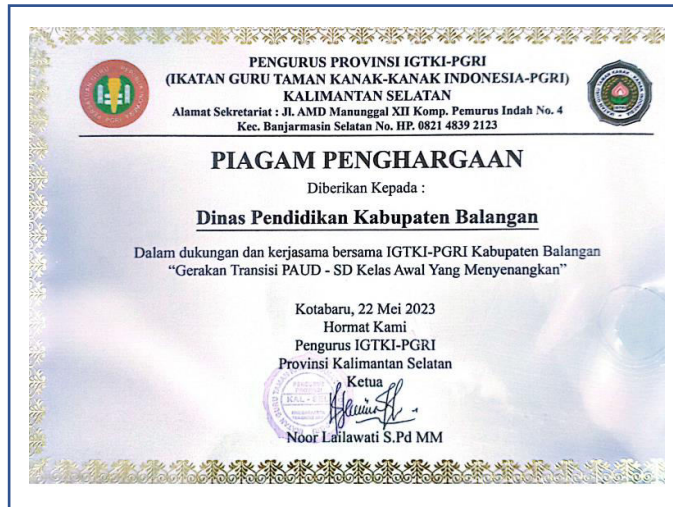 PENGURUS PROVINSI IGTKI-PGRI
(IKATAN GURU TAMAN KANAK-KANAK INDONESIA-PGRI)
KALIMANTAN SELATAN
Alamat Sekretariat : Jl. AMD Manunggal XII Komp. Pemurus Indah No. 4
Kec. Banjarmasin Selatan No. HP. 0821 4839 2123
PIAGAM PENGHARGAAN
Diberikan Kepada :
Dinas Pendidikan Kabupaten Balangan
Dalam dukungan dan kerjasama bersama IGTKI-PGRI Kabupaten Balangan
“Gerakan Transisi PAUD - SD Kelas Awal Yang Menyenangkan”
Kotabaru, 22 Mei 2023
Hormat Kami
Pengurus IGTKI-PGRI
Provinsi Kalimantan Selatan
Ketua
Noor Lailawati S.Pd MM